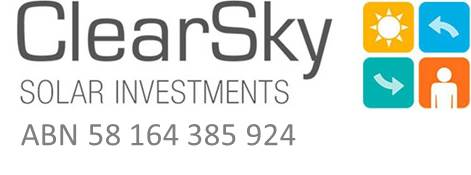 ClearSky
SOLAR INVESTMENTS
ABN 58 164 385 924